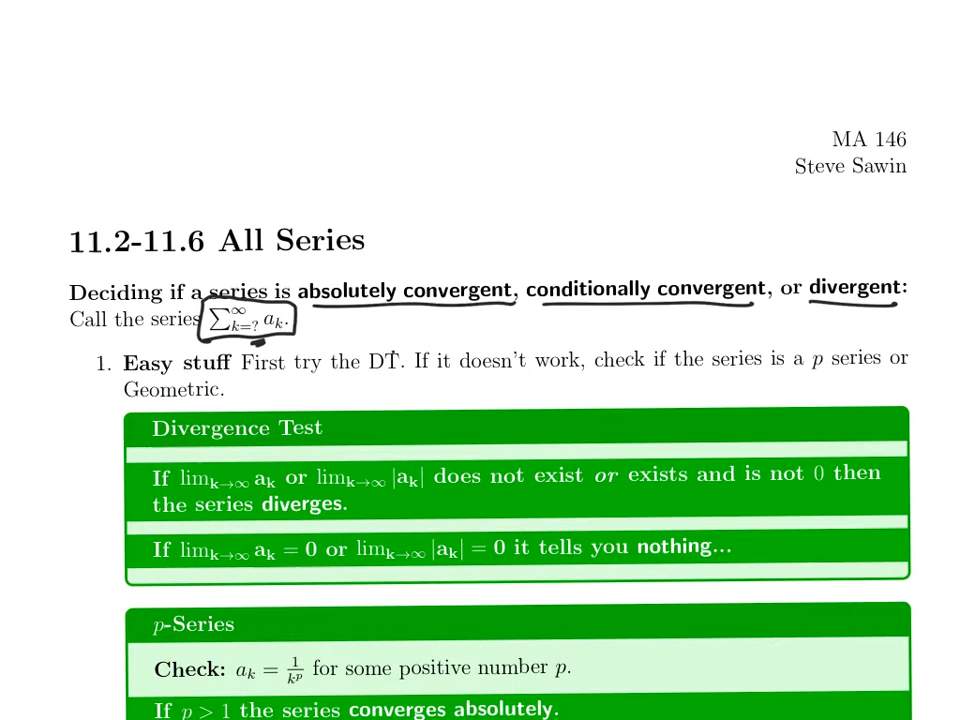 MA 146
Steve Sawin
11.2-11.6 All Series
Deciding if a series is absolutely convergent, conditionally convergent, or divergent:
Call the series ∑_{k=?}^{∞} a_k.
1. Easy stuff First try the DT. If it doesn't work, check if the series is a p series or
Geometric.
Divergence Test
If lim_{k→∞} a_k or lim_{k→∞} |a_k| does not exist or exists and is not 0 then
the series diverges.
If lim_{k→∞} a_k = 0 or lim_{k→∞} |a_k| = 0 it tells you nothing...
p-Series
Check: a_k = 1/k^p for some positive number p.
If p > 1 the series converges absolutely.